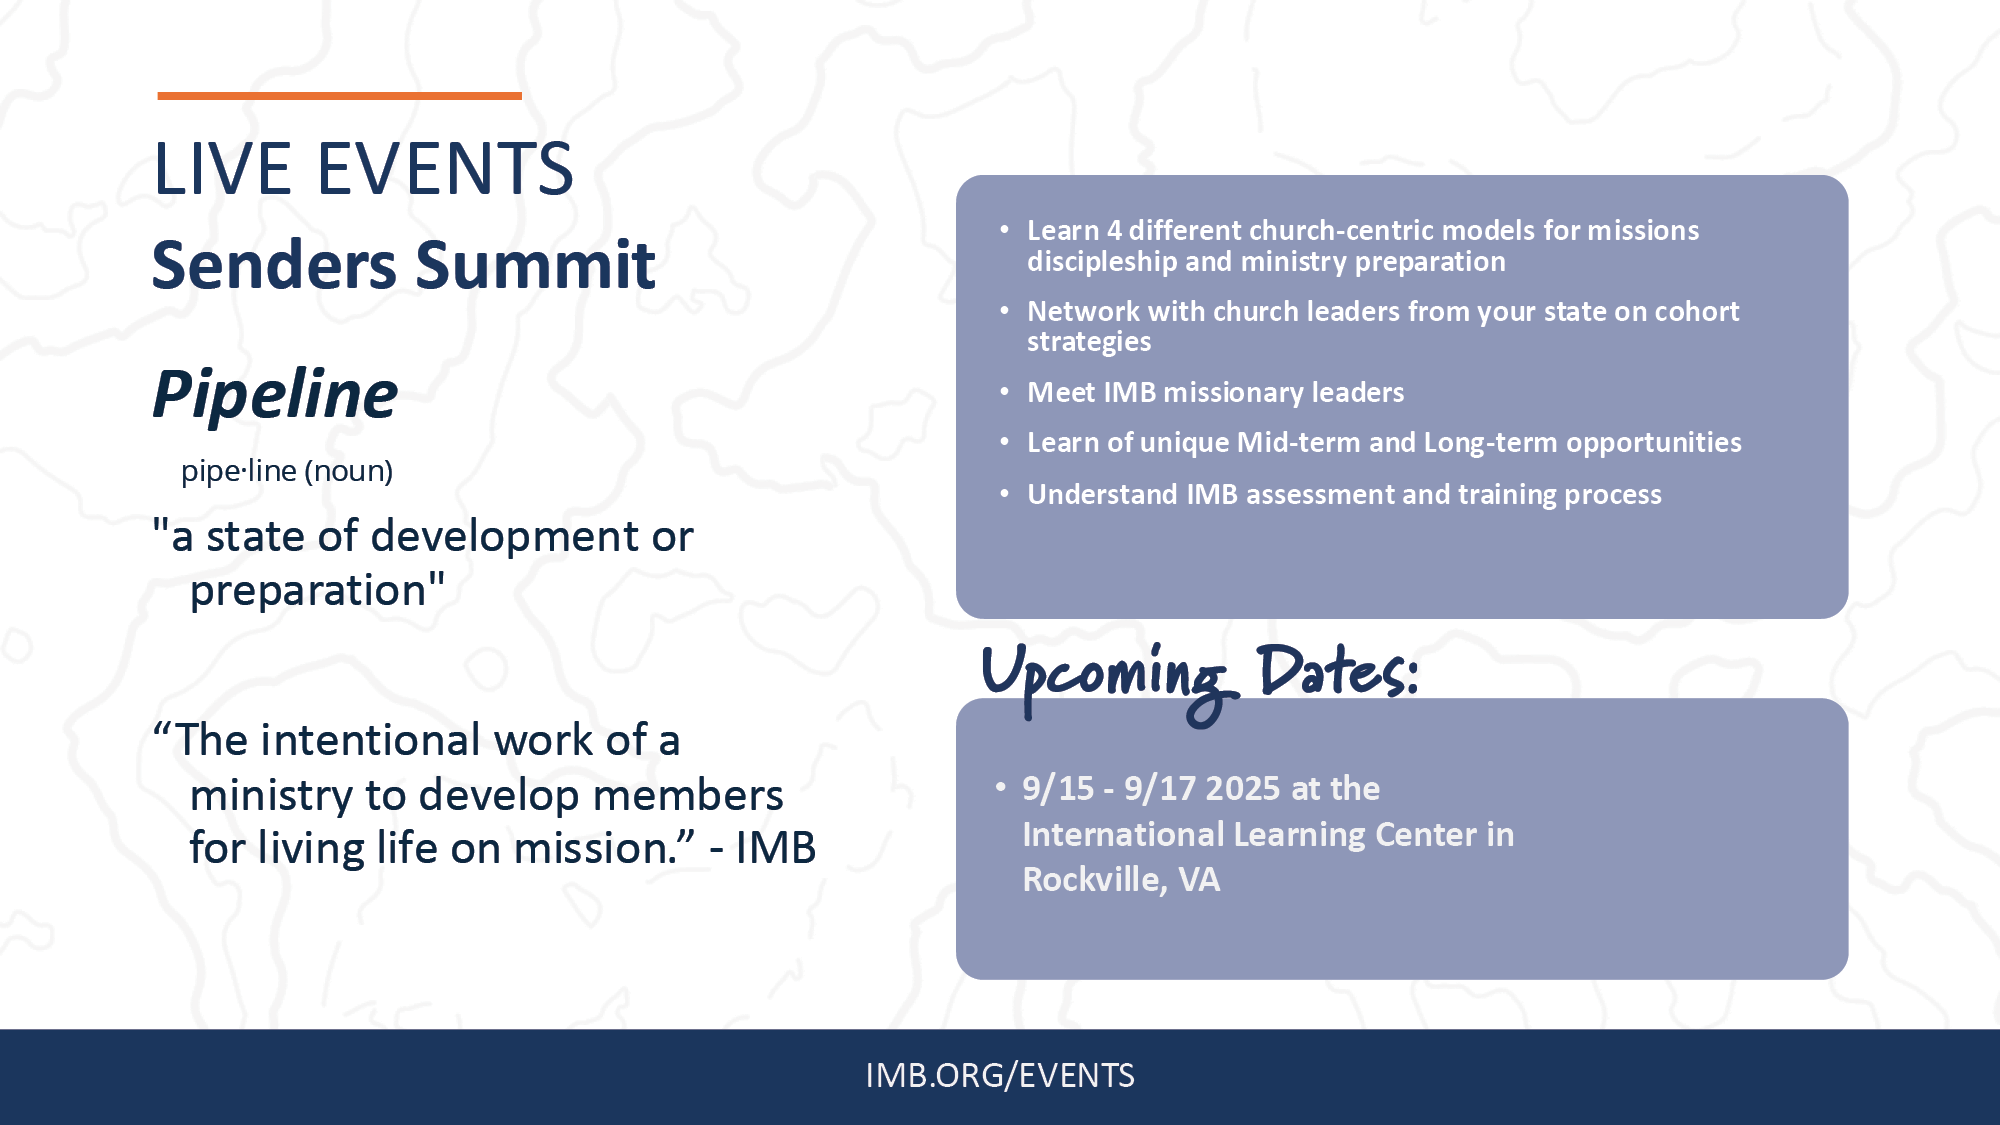 LIVE EVENTS
Senders Summit
Pipeline
pipe·line (noun)
"a state of development or
preparation"
“The intentional work of a
ministry to develop members
for living life on mission.” - IMB
• Learn 4 different church-centric models for missions
discipleship and ministry preparation
• Network with church leaders from your state on cohort
strategies
• Meet IMB missionary leaders
• Learn of unique Mid-term and Long-term opportunities
• Understand IMB assessment and training process
Upcoming Dates:
• 9/15 - 9/17 2025 at the
International Learning Center in
Rockville, VA
IMB.ORG/EVENTS